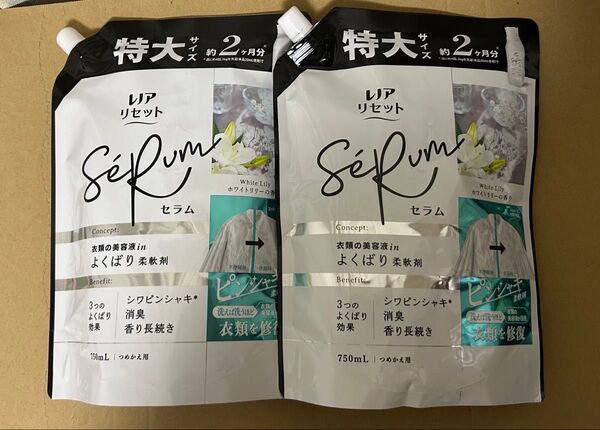 特大サイズ 約2ヶ月分*
レノア
リセット
SéRum
セラム
White Lily
ホワイトリリーの香り
Concept:
衣類の美容液in
よくばり 柔軟剤
Benefit:
3つの
よくばり
効果
シワピンシャキ*
消臭
香り長続き
ピンシャキ
洗えば洗うほど
衣類を修
750mL つめかえ用
特大サイズ 約2ヶ月分*
レノア
リセット
SéRum
セラム
White Lily
ホワイトリリーの香り
Concept:
衣類の美容液in
よくばり 柔軟剤
Benefit:
3つの
よくばり
効果
シワピンシャキ*
消臭
香り長続き
ピンシャキ
柔軟剤
洗えば洗うほど
衣類を修復
750mL つめかえ用